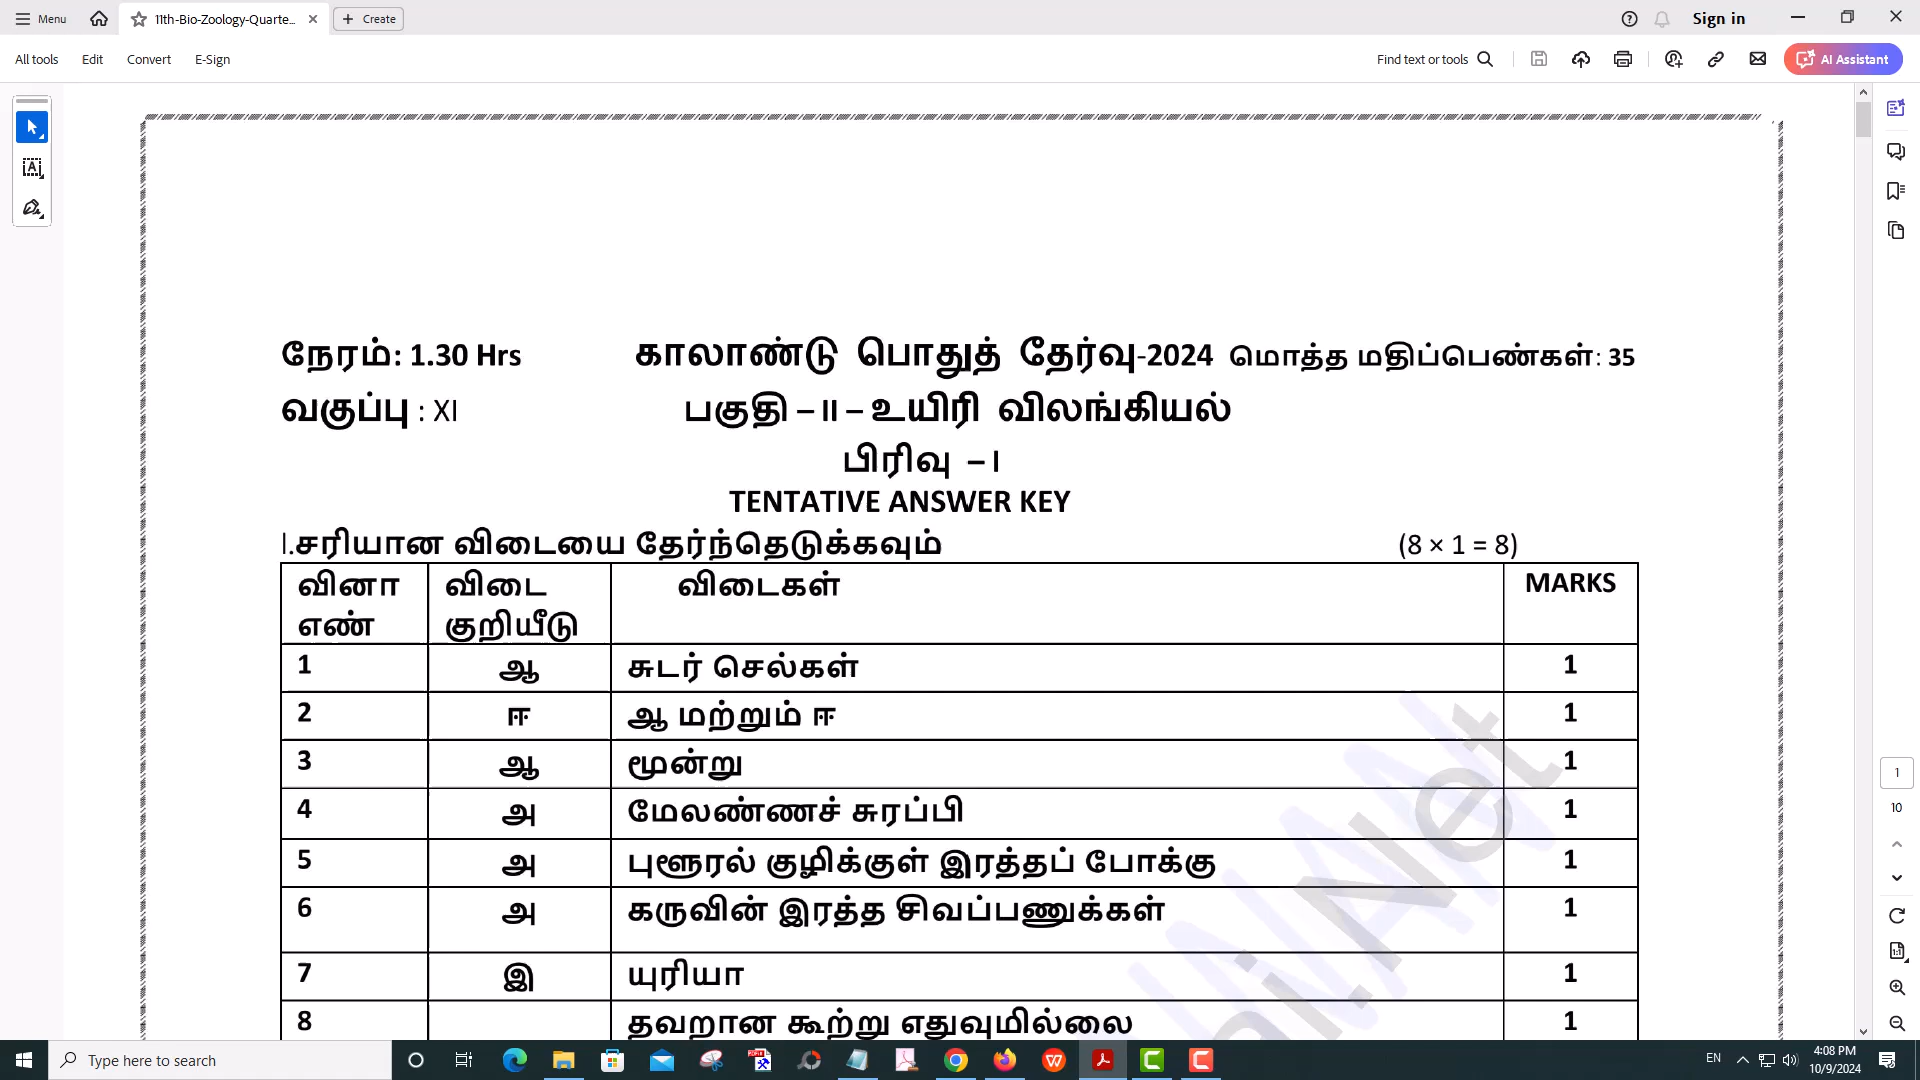 Menu
11th-Bio-Zoology-Quarte...
Create
Sign in
All tools Edit Convert E-Sign
Find text or tools
AI Assistant
நேரம்: 1.30 Hrs காலாண்டு பொதுத் தேர்வு-2024 மொத்த மதிப்பெண்கள்: 35
வகுப்பு : XI பகுதி – II – உயிரி விலங்கியல்
பிரிவு – I
TENTATIVE ANSWER KEY
I.சரியான விடையை தேர்ந்தெடுக்கவும் (8 × 1 = 8)
வினா எண் விடை குறியீடு விடைகள் MARKS
1 ஆ சுடர் செல்கள் 1
2 ஈ ஆ மற்றும் ஈ 1
3 ஆ மூன்று 1
4 அ மேலண்ணச் சுரப்பி 1
5 அ புளூரல் குழிக்குள் இரத்தப் போக்கு 1
6 அ கருவின் இரத்த சிவப்பணுக்கள் 1
7 இ யுரியா 1
8 தவறான கூற்று எதுவுமில்லை 1
ai.Net
1
10
Type here to search
EN
4:08 PM
10/9/2024